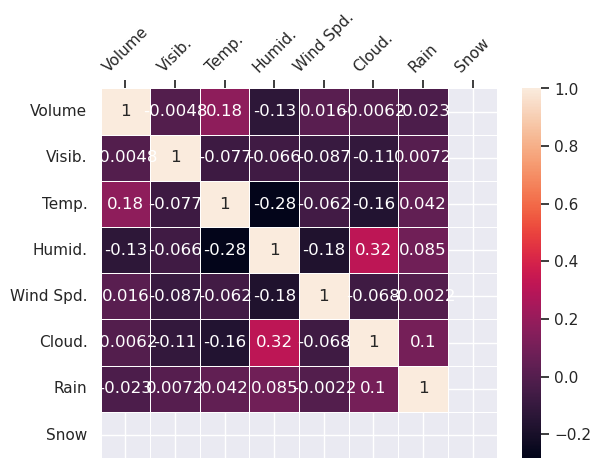 Volume Visib. Temp. Humid. Wind Spd. Cloud. Rain Snow
Volume 1 -0.0048 0.18 -0.13 0.016 -0.0062 -0.023
Visib. -0.0048 1 -0.077 -0.066 -0.087 -0.11 0.0072
Temp. 0.18 -0.077 1 -0.28 -0.062 -0.16 0.042
Humid. -0.13 -0.066 -0.28 1 -0.18 0.32 0.085
Wind Spd. 0.016 -0.087 -0.062 -0.18 1 -0.068 -0.0022
Cloud. -0.0062 -0.11 -0.16 0.32 -0.068 1 0.1
Rain -0.023 0.0072 0.042 0.085 -0.0022 0.1 1
Snow
1.0
0.8
0.6
0.4
0.2
0.0
−0.2